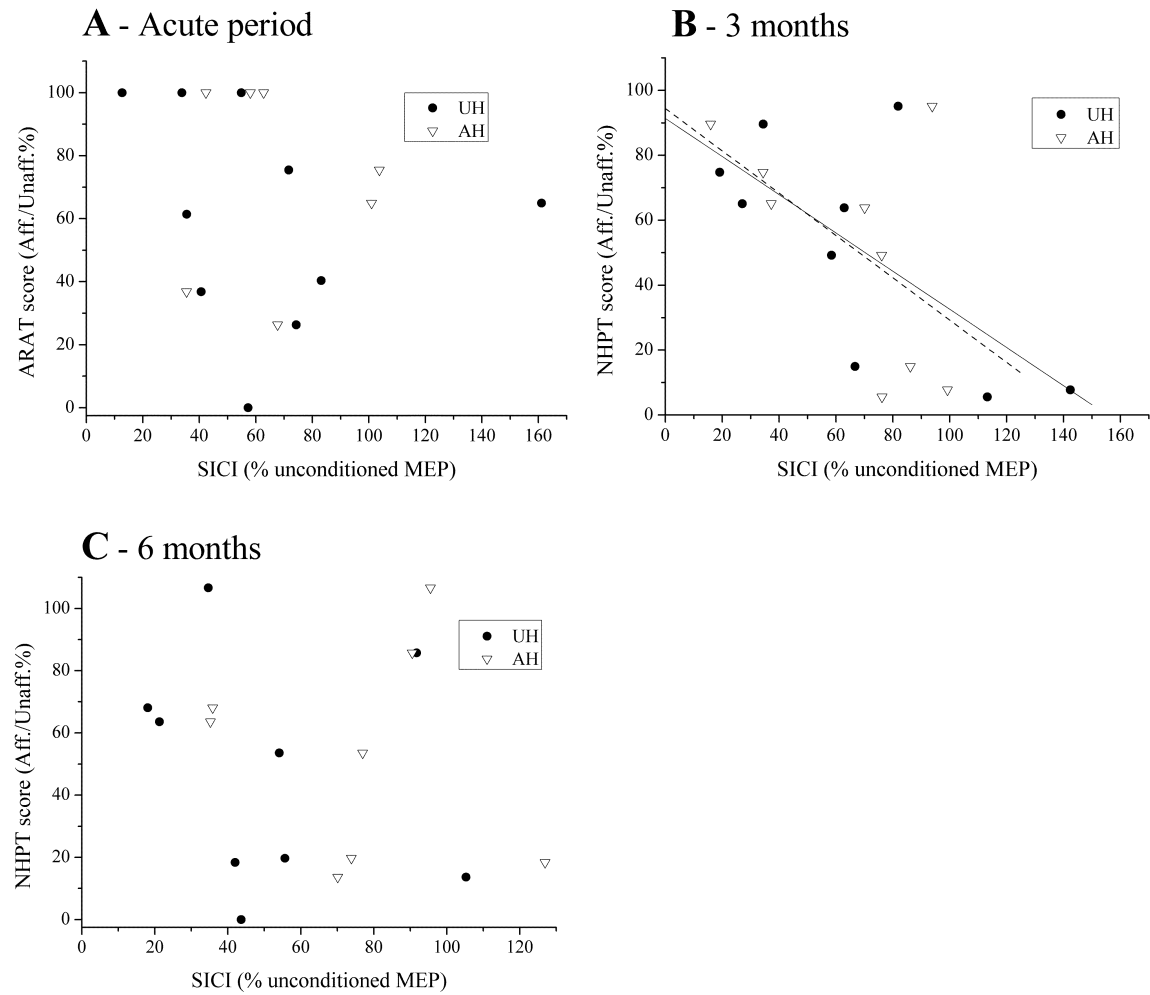 A - Acute period
ARAT score (Aff./Unaff.%)
100
80
60
40
20
0
UH
AH
0 20 40 60 80 100 120 140 160
SICI (% unconditioned MEP)
B - 3 months
NHPT score (Aff./Unaff.%)
100
80
60
40
20
0
UH
AH
0 20 40 60 80 100 120 140 160
SICI (% unconditioned MEP)
C - 6 months
NHPT score (Aff./Unaff.%)
100
80
60
40
20
0
UH
AH
0 20 40 60 80 100 120
SICI (% unconditioned MEP)